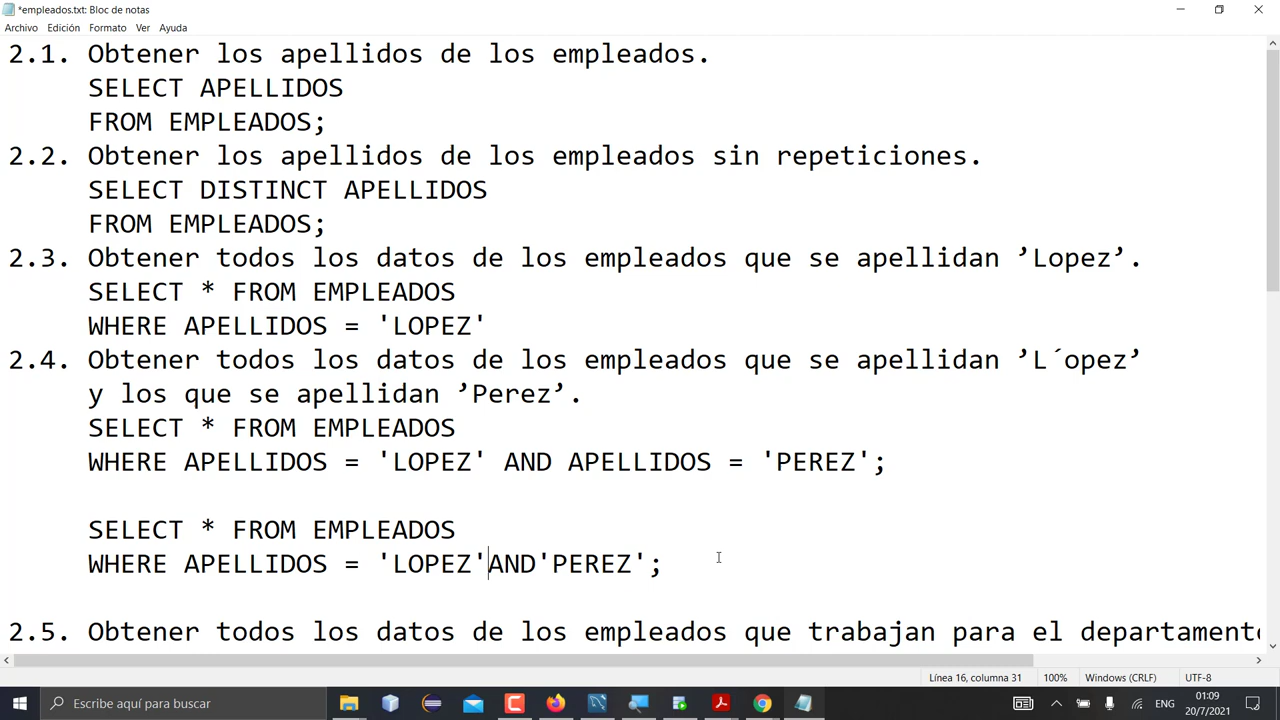 *empleados.txt: Bloc de notas
Archivo Edición Formato Ver Ayuda
2.1. Obtener los apellidos de los empleados.
SELECT APELLIDOS
FROM EMPLEADOS;
2.2. Obtener los apellidos de los empleados sin repeticiones.
SELECT DISTINCT APELLIDOS
FROM EMPLEADOS;
2.3. Obtener todos los datos de los empleados que se apellidan ’Lopez’.
SELECT * FROM EMPLEADOS
WHERE APELLIDOS = 'LOPEZ'
2.4. Obtener todos los datos de los empleados que se apellidan ’L´opez’
y los que se apellidan ’Perez’.
SELECT * FROM EMPLEADOS
WHERE APELLIDOS = 'LOPEZ' AND APELLIDOS = 'PEREZ';
SELECT * FROM EMPLEADOS
WHERE APELLIDOS = 'LOPEZ'AND'PEREZ';
2.5. Obtener todos los datos de los empleados que trabajan para el departamento
Línea 16, columna 31 100% Windows (CRLF) UTF-8
Escribe aquí para buscar ENG 01:09
20/7/2021